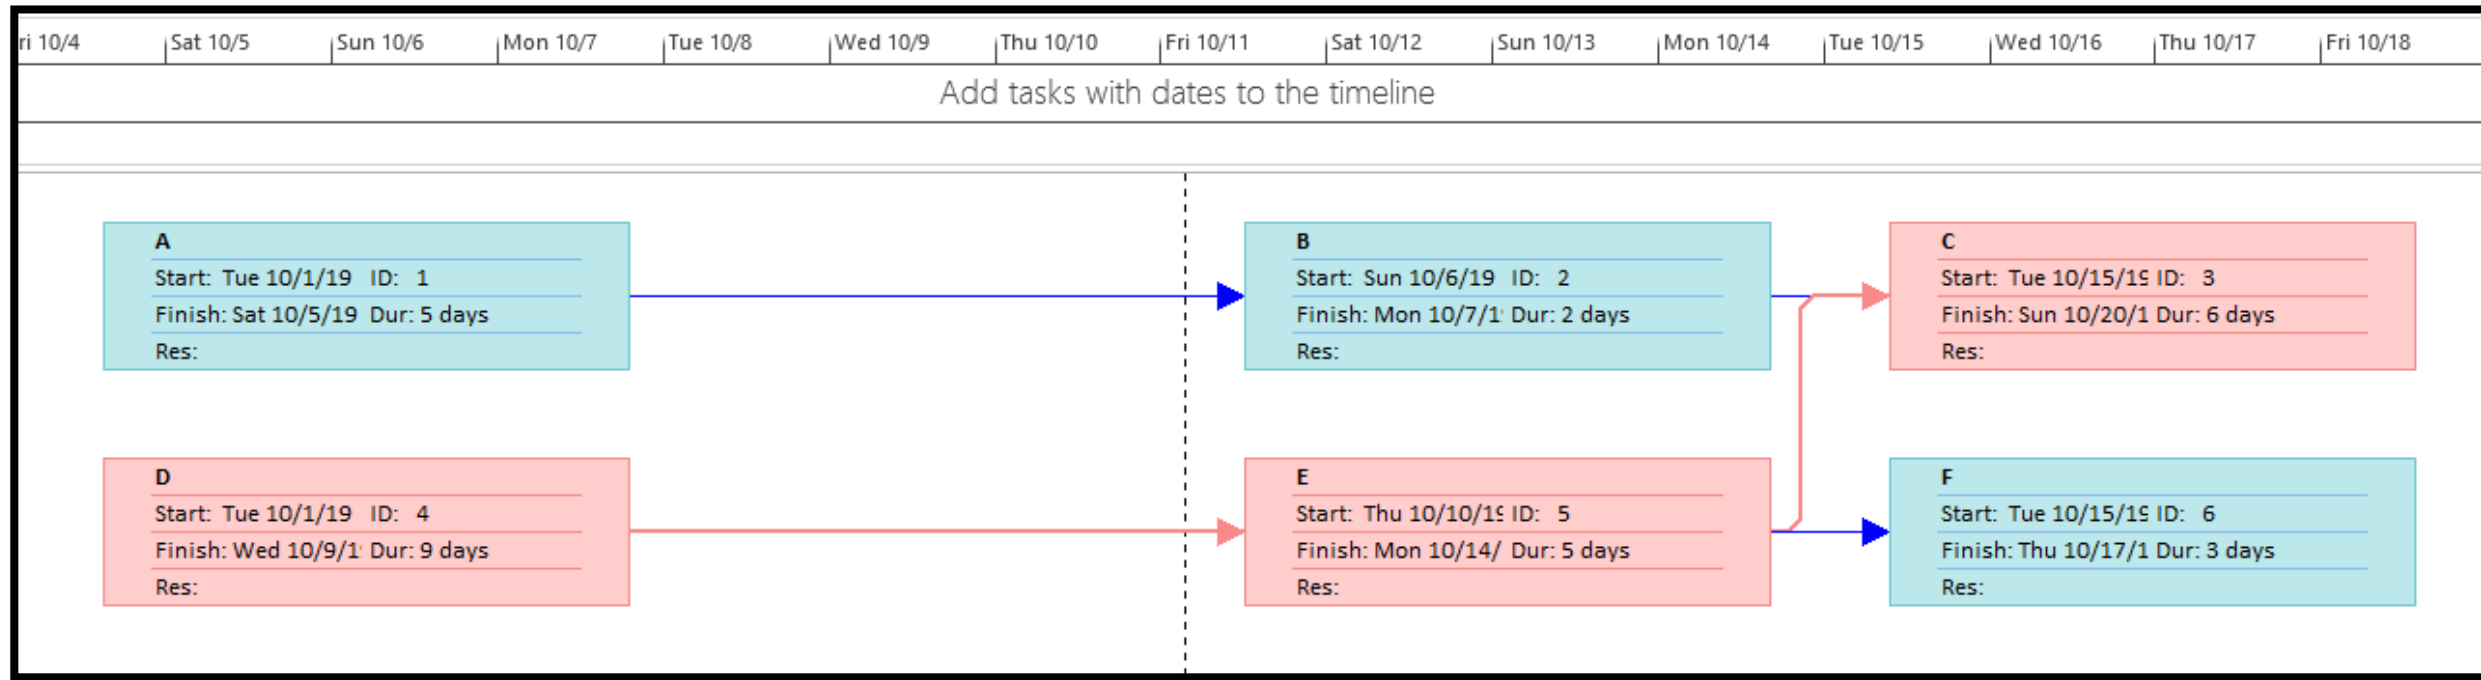 ri 10/4 Sat 10/5 Sun 10/6 Mon 10/7 Tue 10/8 Wed 10/9 Thu 10/10 Fri 10/11 Sat 10/12 Sun 10/13 Mon 10/14 Tue 10/15 Wed 10/16 Thu 10/17 Fri 10/18
Add tasks with dates to the timeline
A
Start: Tue 10/1/19 ID: 1
Finish: Sat 10/5/19 Dur: 5 days
Res:
B
Start: Sun 10/6/19 ID: 2
Finish: Mon 10/7/1 Dur: 2 days
Res:
C
Start: Tue 10/15/19 ID: 3
Finish: Sun 10/20/1 Dur: 6 days
Res:
D
Start: Tue 10/1/19 ID: 4
Finish: Wed 10/9/1 Dur: 9 days
Res:
E
Start: Thu 10/10/19 ID: 5
Finish: Mon 10/14/ Dur: 5 days
Res:
F
Start: Tue 10/15/19 ID: 6
Finish: Thu 10/17/1 Dur: 3 days
Res: